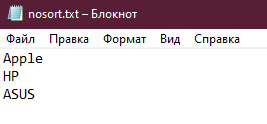 nosort.txt – Блокнот
Файл Правка Формат Вид Справка
Apple
HP
ASUS